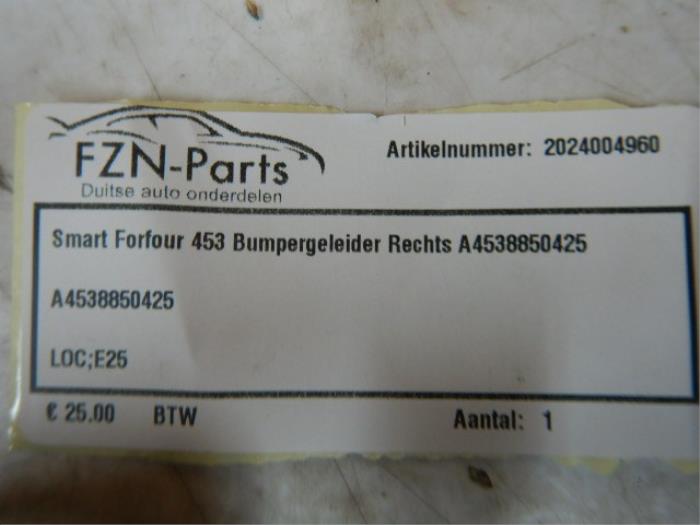 FZN-Parts
Duitse auto onderdelen
Artikelnummer: 2024004960
Smart Forfour 453 Bumpergeleider Rechts A4538850425
A4538850425
LOC;E25
€ 25.00 BTW Aantal: 1